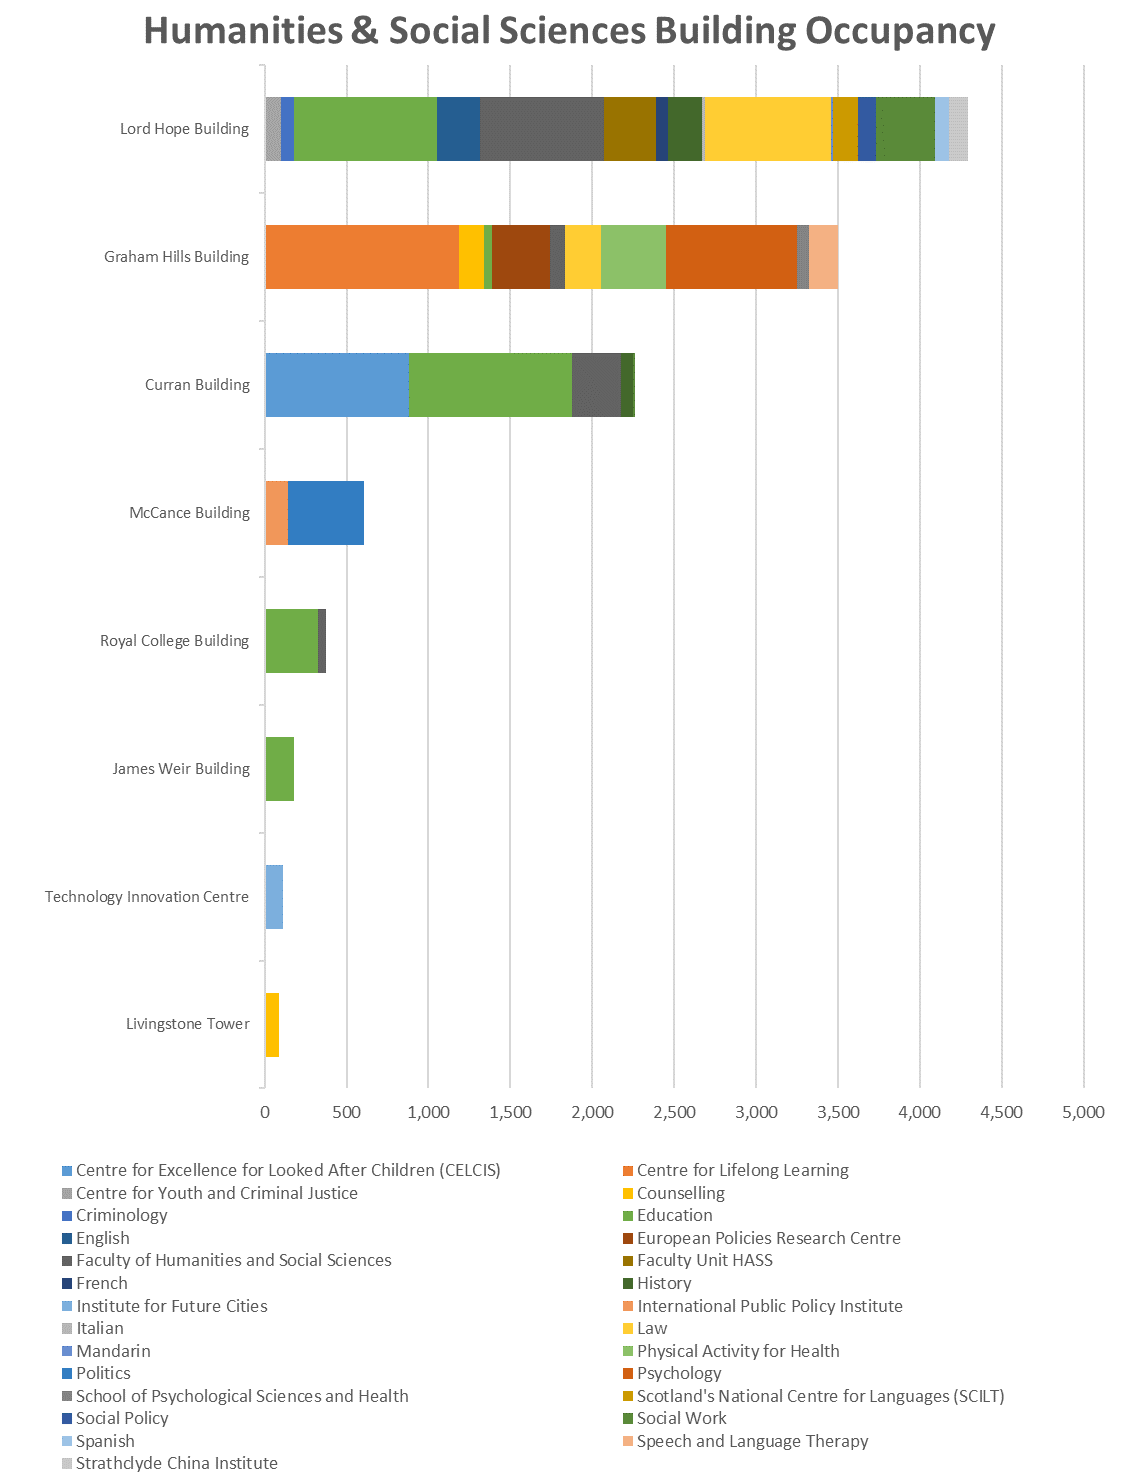 Humanities & Social Sciences Building Occupancy
Lord Hope Building
Graham Hills Building
Curran Building
McCance Building
Royal College Building
James Weir Building
Technology Innovation Centre
Livingstone Tower
0 500 1,000 1,500 2,000 2,500 3,000 3,500 4,000 4,500 5,000
Centre for Excellence for Looked After Children (CELCIS) Centre for Lifelong Learning
Centre for Youth and Criminal Justice Counselling
Criminology Education
English European Policies Research Centre
Faculty of Humanities and Social Sciences Faculty Unit HASS
French History
Institute for Future Cities International Public Policy Institute
Italian Law
Mandarin Physical Activity for Health
Politics Psychology
School of Psychological Sciences and Health Scotland's National Centre for Languages (SCILT)
Social Policy Social Work
Spanish Speech and Language Therapy
Strathclyde China Institute